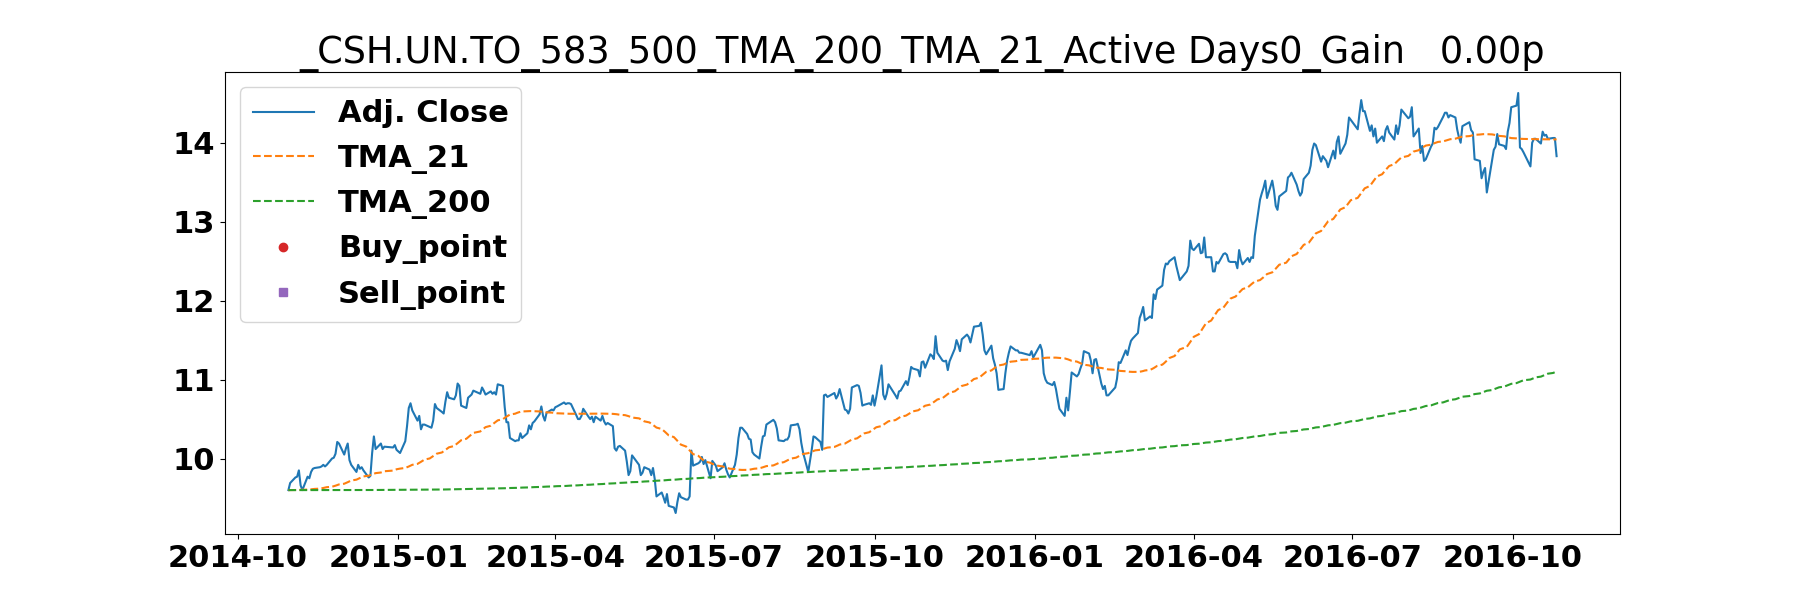 _CSH.UN.TO_583_500_TMA_200_TMA_21_Active Days0_Gain   0.00p
Adj. Close
TMA_21
TMA_200
Buy_point
Sell_point
14
13
12
11
10
2014-10 2015-01 2015-04 2015-07 2015-10 2016-01 2016-04 2016-07 2016-10